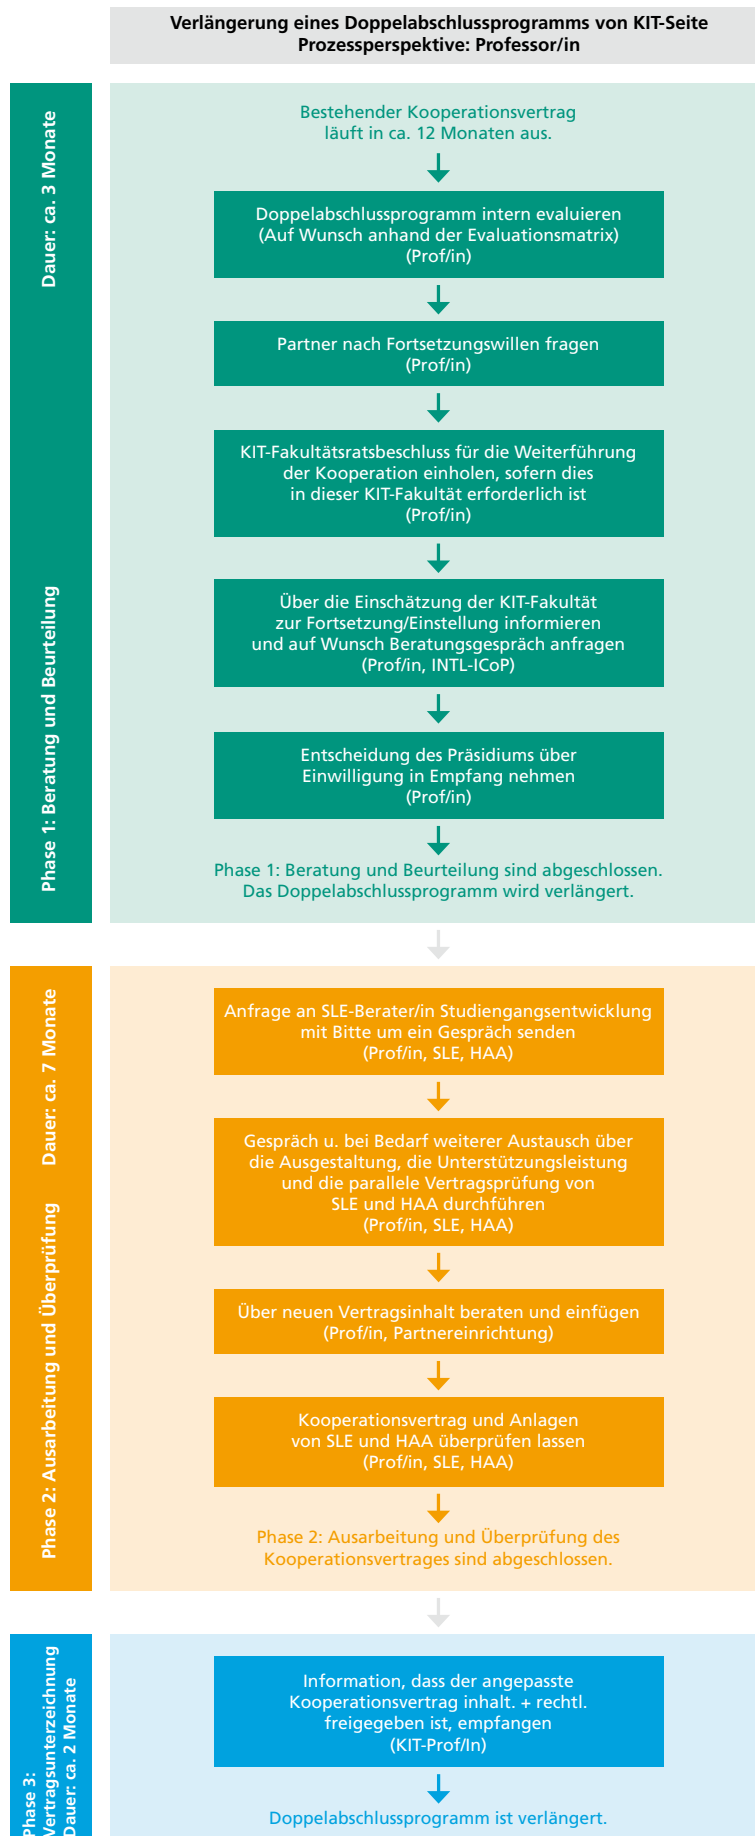 Verlängerung eines Doppelabschlussprogramms von KIT-Seite
Prozessperspektive: Professor/in
Phase 1: Beratung und Beurteilung
Dauer: ca. 3 Monate
Bestehender Kooperationsvertrag
läuft in ca. 12 Monaten aus.
Doppelabschlussprogramm intern evaluieren
(Auf Wunsch anhand der Evaluationsmatrix)
(Prof/in)
Partner nach Fortsetzungswillen fragen
(Prof/in)
KIT-Fakultätsratsbeschluss für die Weiterführung
der Kooperation einholen, sofern dies
in dieser KIT-Fakultät erforderlich ist
(Prof/in)
Über die Einschätzung der KIT-Fakultät
zur Fortsetzung/Einstellung informieren
und auf Wunsch Beratungsgespräch anfragen
(Prof/in, INTL-ICoP)
Entscheidung des Präsidiums über
Einwilligung in Empfang nehmen
(Prof/in)
Phase 1: Beratung und Beurteilung sind abgeschlossen.
Das Doppelabschlussprogramm wird verlängert.
Phase 2: Ausarbeitung und Überprüfung
Dauer: ca. 7 Monate
Anfrage an SLE-Berater/in Studiengangsentwicklung
mit Bitte um ein Gespräch senden
(Prof/in, SLE, HAA)
Gespräch u. bei Bedarf weiterer Austausch über
die Ausgestaltung, die Unterstützungsleistung
und die parallele Vertragsprüfung von
SLE und HAA durchführen
(Prof/in, SLE, HAA)
Über neuen Vertragsinhalt beraten und einfügen
(Prof/in, Partnereinrichtung)
Kooperationsvertrag und Anlagen
von SLE und HAA überprüfen lassen
(Prof/in, SLE, HAA)
Phase 2: Ausarbeitung und Überprüfung des
Kooperationsvertrages sind abgeschlossen.
Phase 3:
Vertragsunterzeichnung
Dauer: ca. 2 Monate
Information, dass der angepasste
Kooperationsvertrag inhalt. + rechtl.
freigegeben ist, empfangen
(KIT-Prof/In)
Doppelabschlussprogramm ist verlängert.